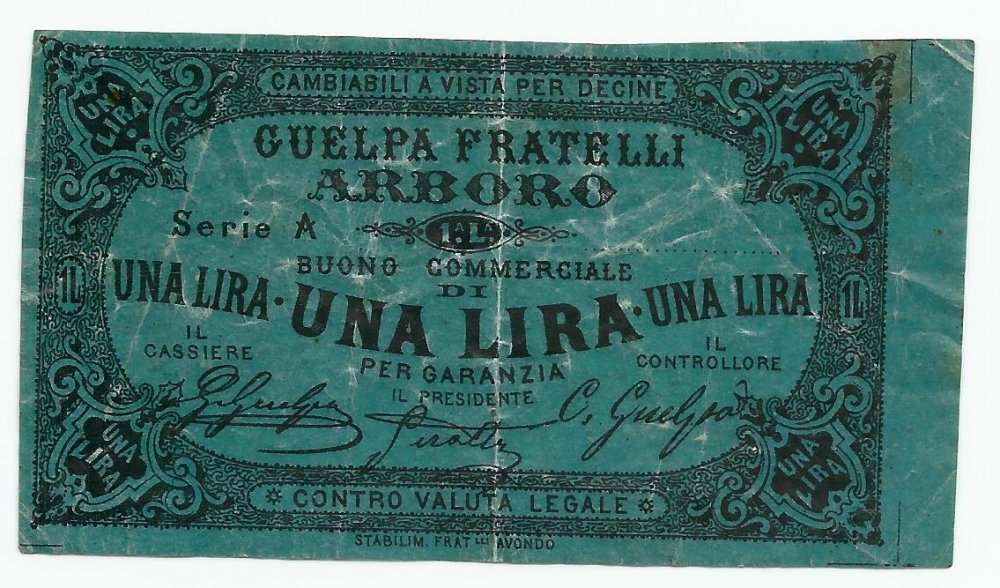 CAMBIABILI A VISTA PER DECINE
UNA LIRA
UNA LIRA
GUELPA FRATELLI
ARBORO
Serie A
BUONO COMMERCIALE
DI
1L UNA LIRA · UNA LIRA · UNA LIRA 1L
IL CASSIERE
PER GARANZIA
IL CONTROLLORE
IL PRESIDENTE
C. Guelpa
UNA LIRA
UNA LIRA
CONTRO VALUTA LEGALE
STABILIM. FRATLLI AVONDO